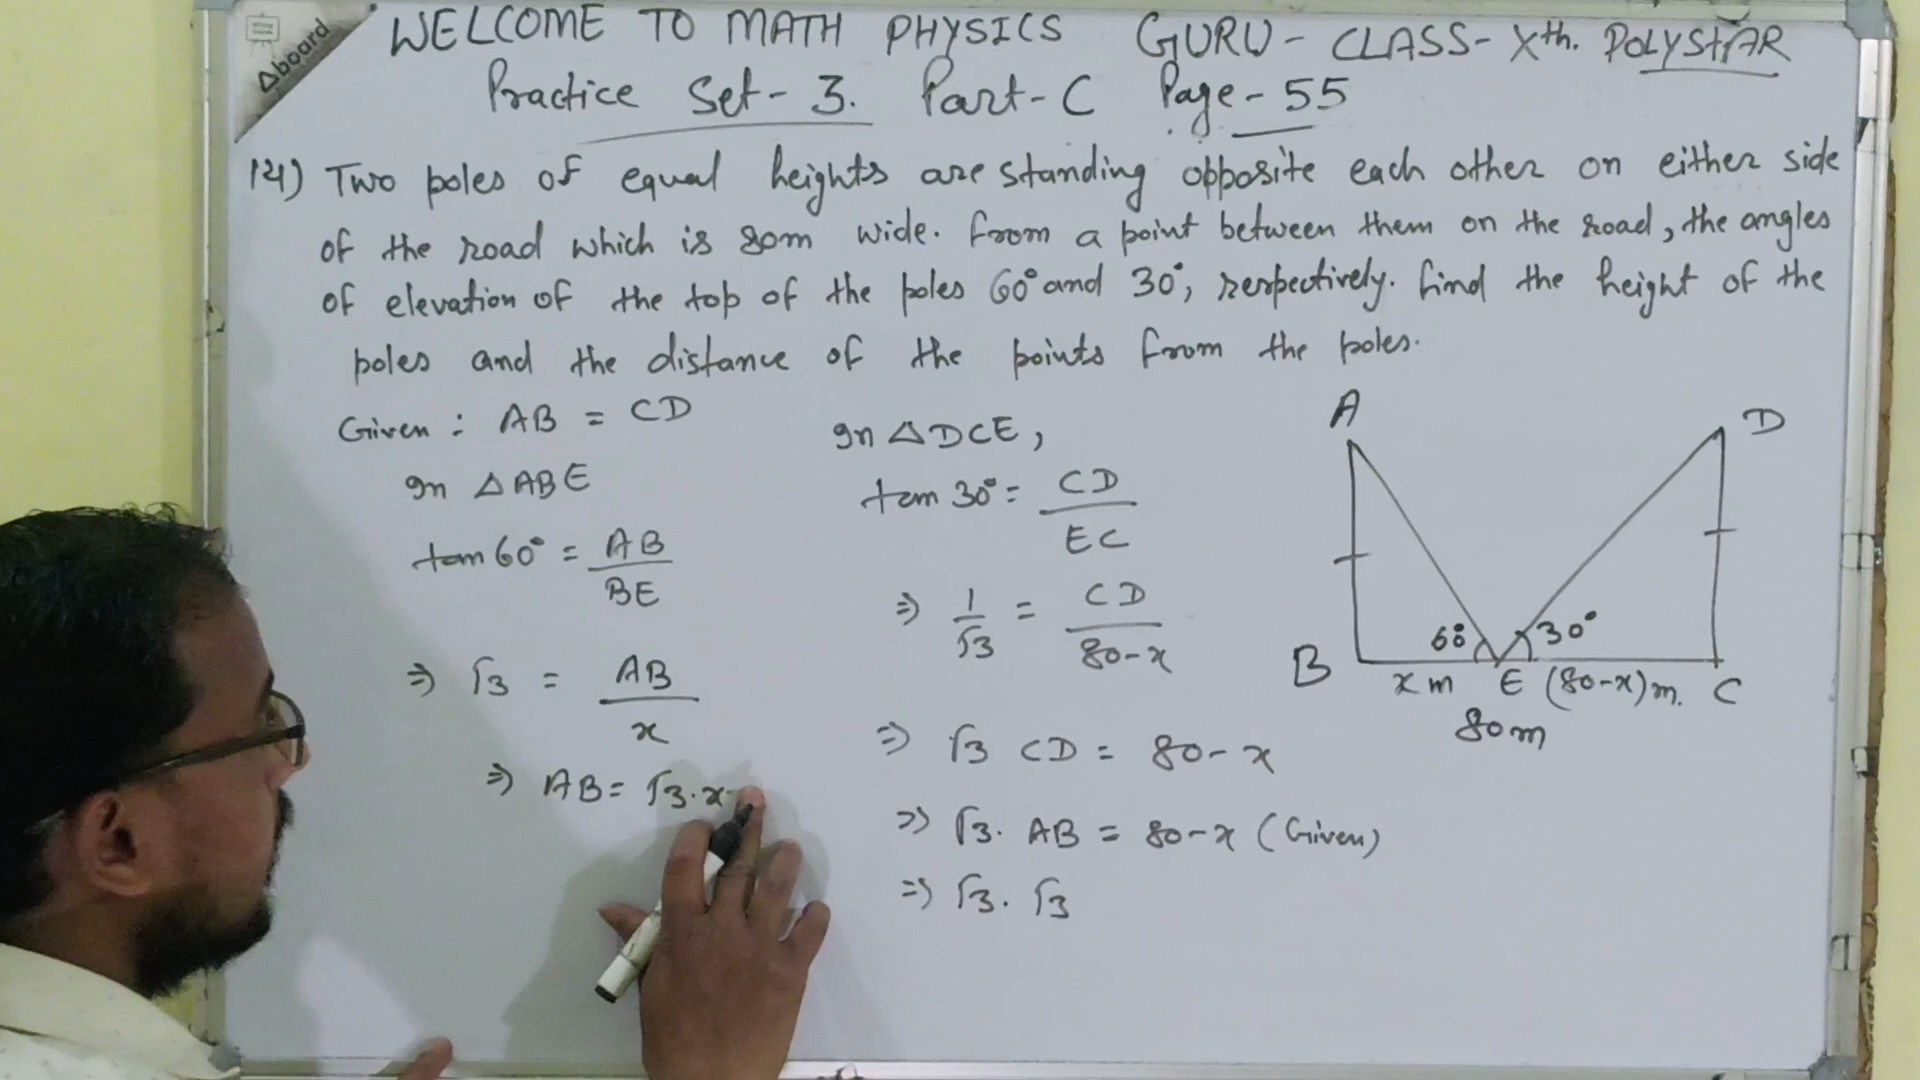 Δboard
WELCOME TO MATH PHYSICS GURU - CLASS - Xth. POLYSTAR
Practice Set - 3. Part - C Page - 55
14) Two poles of equal heights are standing opposite each other on either side
of the road which is 80m wide. From a point between them on the road, the angles
of elevation of the top of the poles 60° and 30°, respectively. find the height of the
poles and the distance of the points from the poles.
Given : AB = CD
In △ABE
tan 60° = AB / BE
⇒ √3 = AB / x
⇒ AB = √3.x
In △DCE,
tan 30° = CD / EC
⇒ 1/√3 = CD / 80-x
⇒ √3 CD = 80-x
⇒ √3. AB = 80-x (Given)
⇒ √3. √3
A
D
60°
30°
B
x m E (80-x) m. C
80m